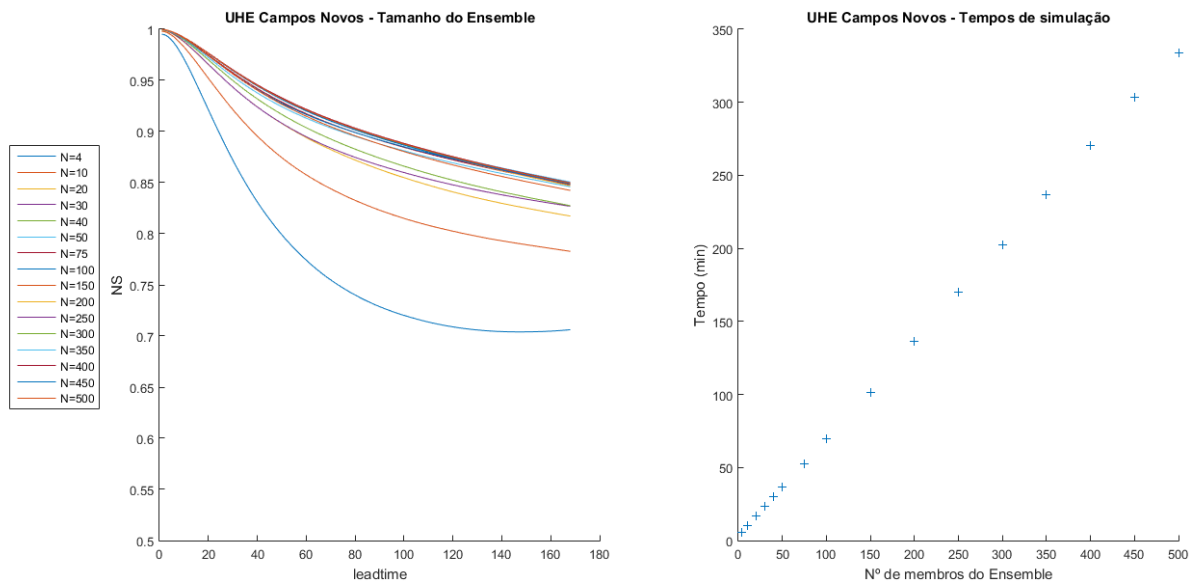 UHE Campos Novos - Tamanho do Ensemble
1
0.95
0.9
0.85
0.8
0.75
0.7
0.65
0.6
0.55
0.5
NS
0
20
40
60
80
100
120
140
160
180
leadtime
N=4
N=10
N=20
N=30
N=40
N=50
N=75
N=100
N=150
N=200
N=250
N=300
N=350
N=400
N=450
N=500
UHE Campos Novos - Tempos de simulação
350
300
250
200
150
100
50
0
Tempo (min)
0
50
100
150
200
250
300
350
400
450
500
Nº de membros do Ensemble